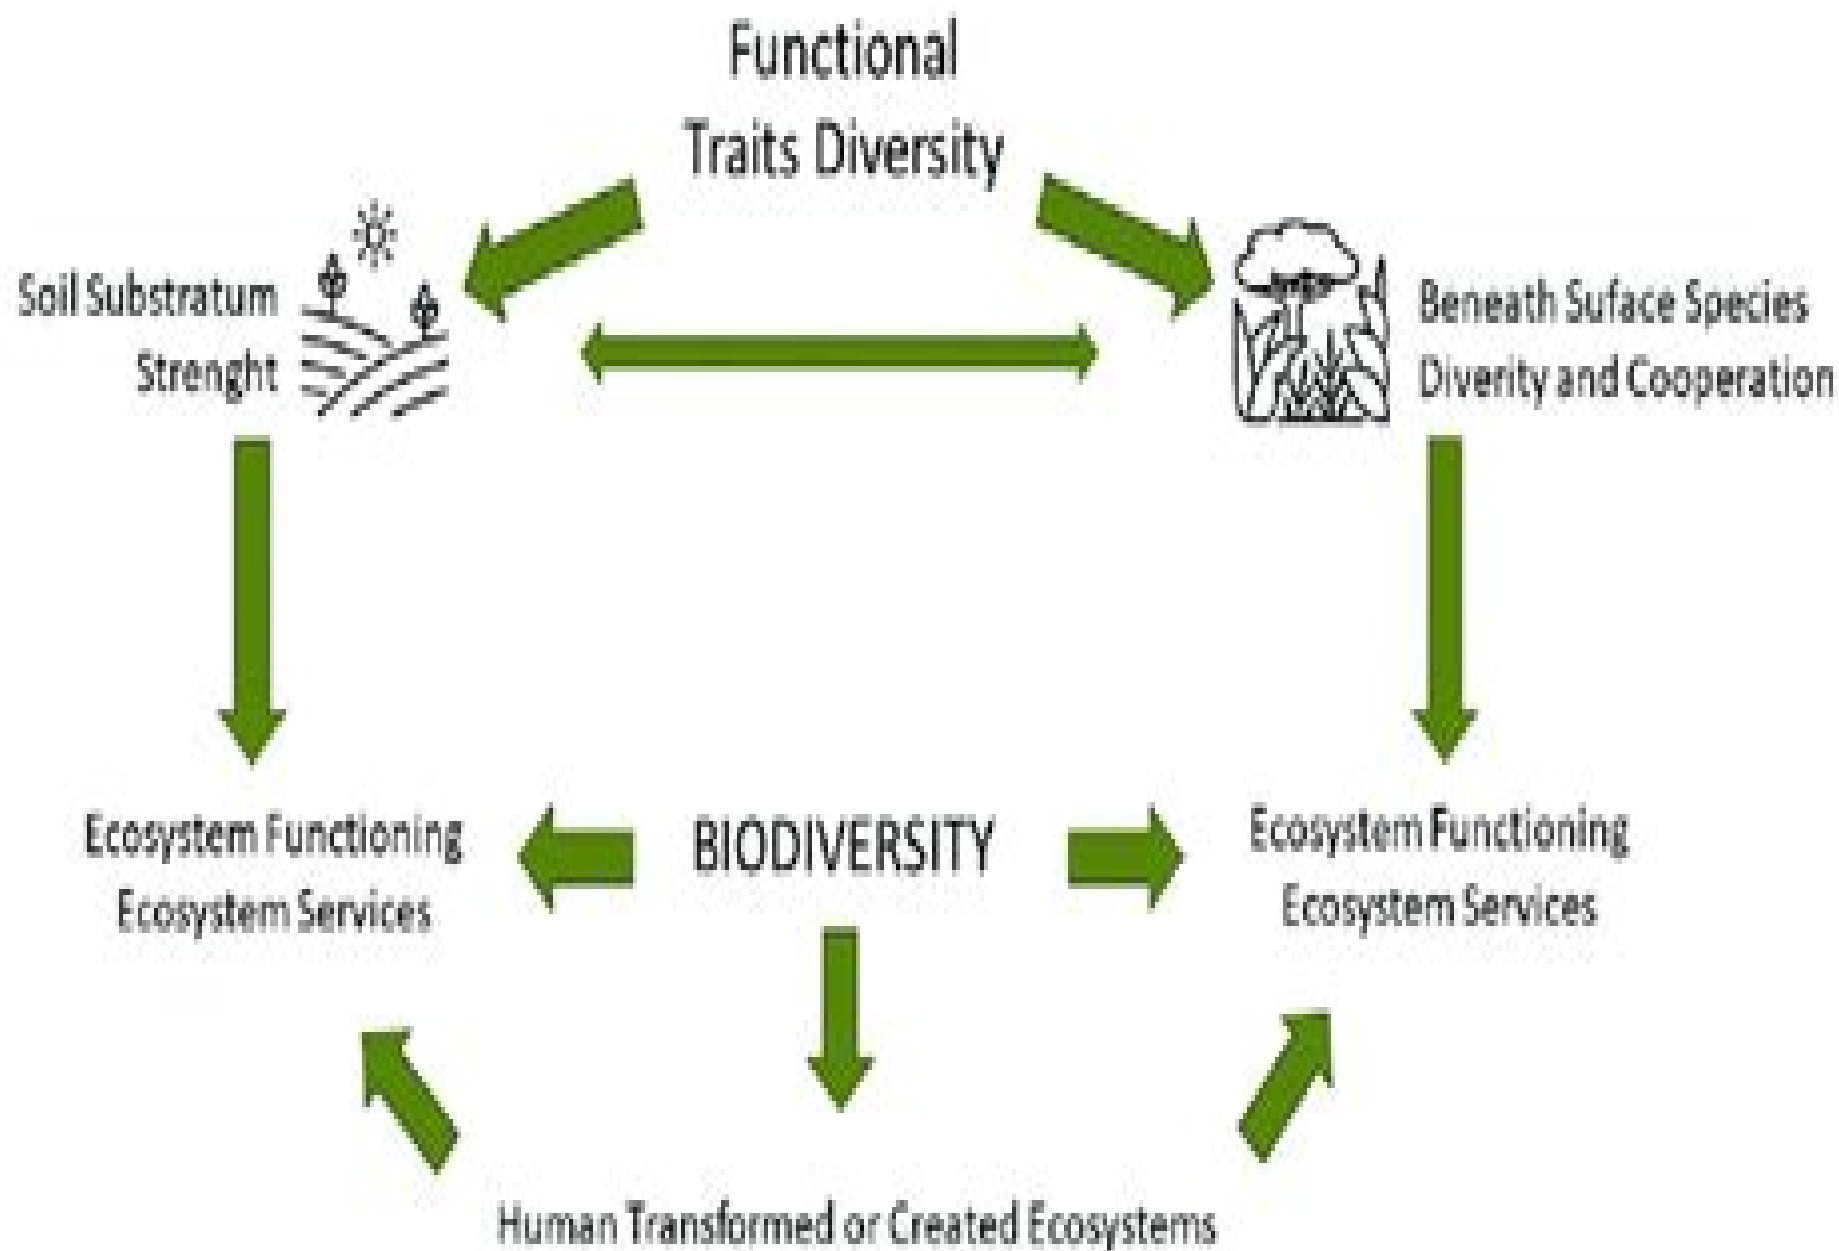 Functional
Traits Diversity
Soil Substratum
Strenght
Beneath Suface Species
Diverity and Cooperation
Ecosystem Functioning
Ecosystem Services
BIODIVERSITY
Ecosystem Functioning
Ecosystem Services
Human Transformed or Created Ecosystems